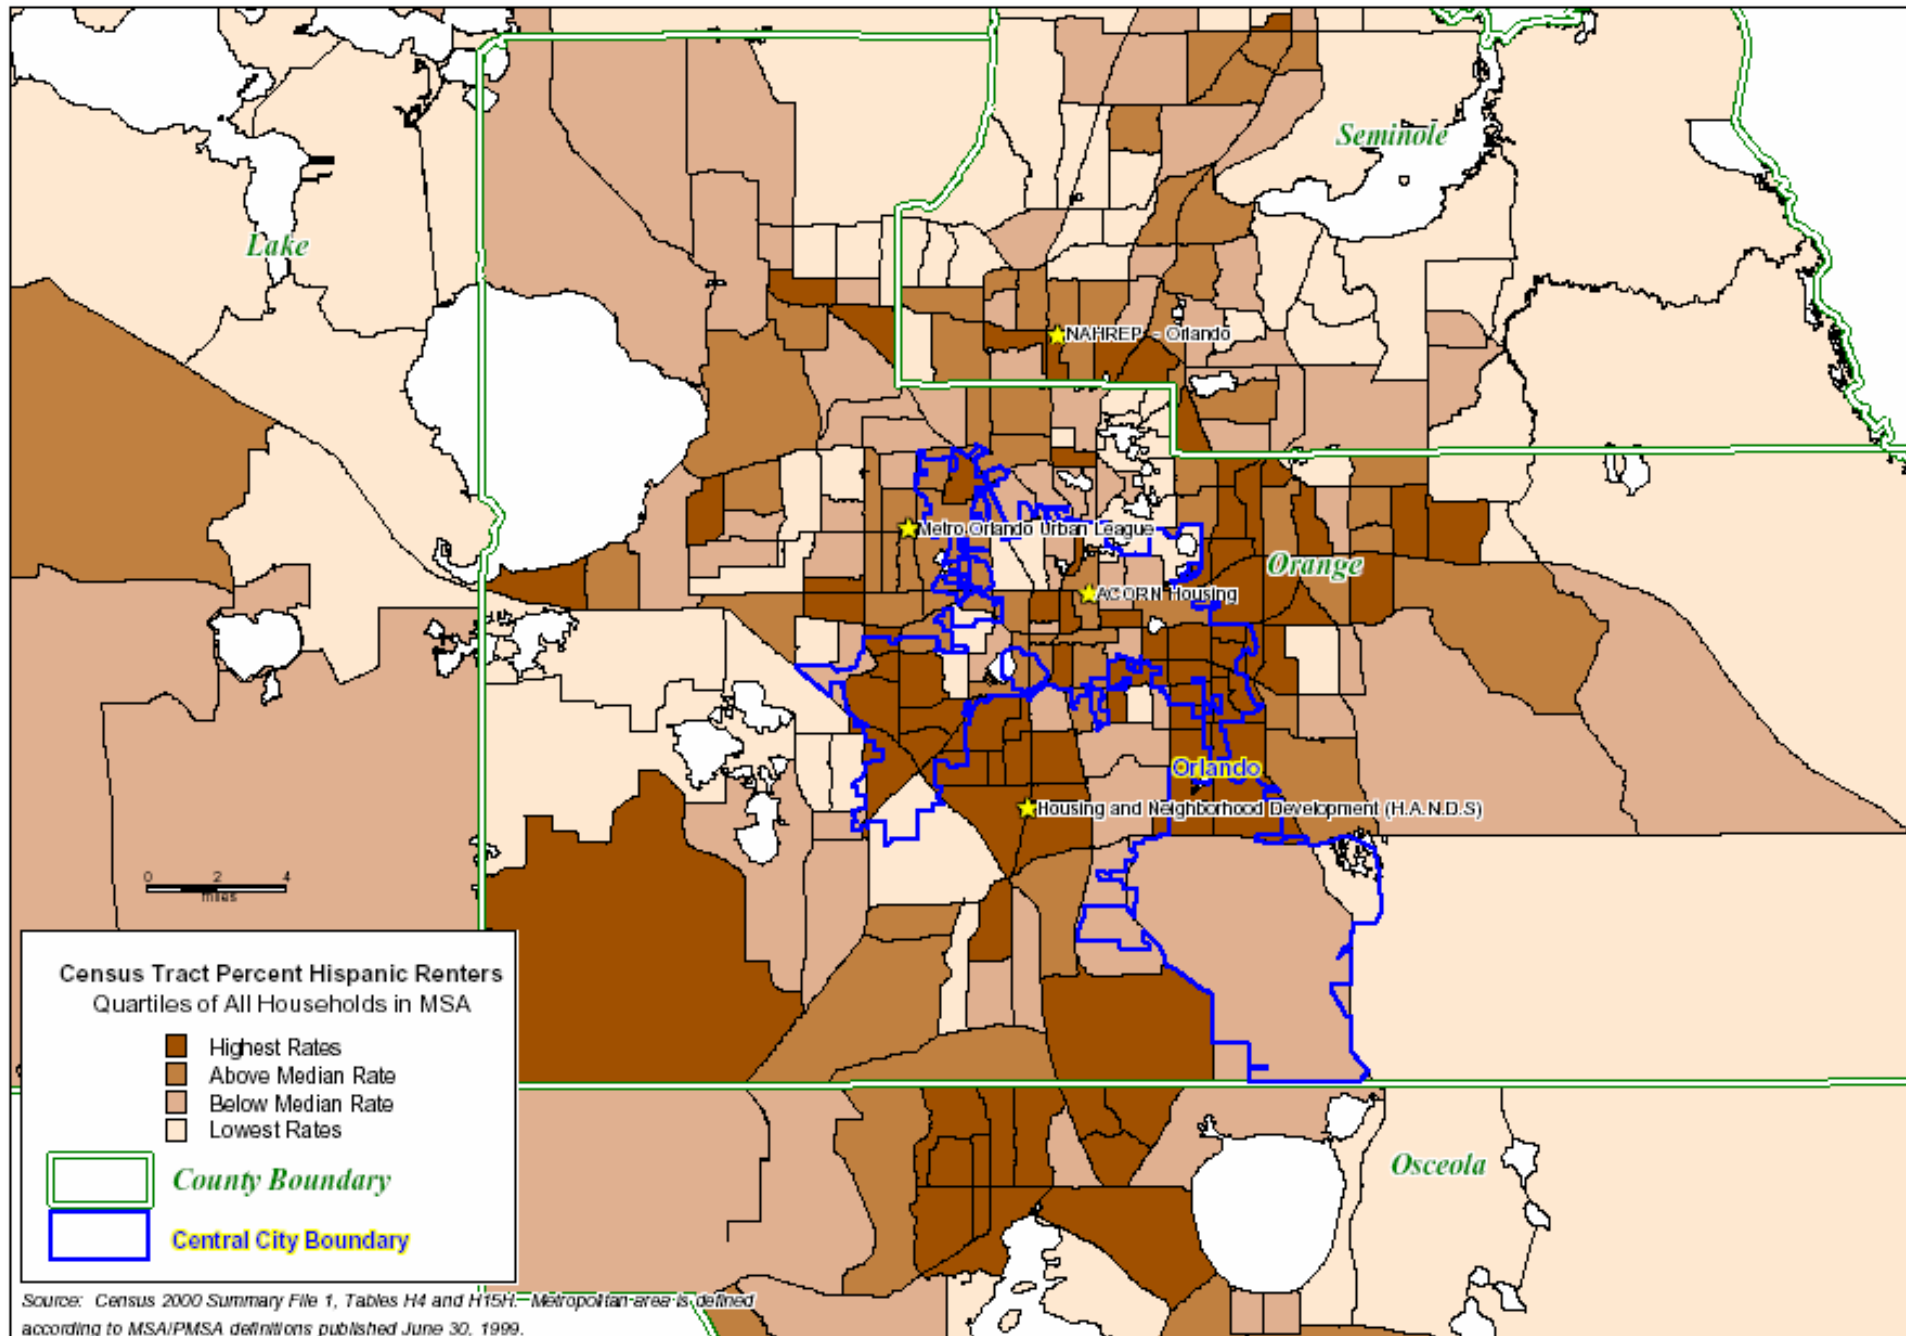 Seminole
Lake
NAHREP - Orlando
Metro Orlando Urban League
Orange
ACORN Housing
Orlando
Housing and Neighborhood Development (H.A.N.D.S)
0 2 4
miles
Census Tract Percent Hispanic Renters
Quartiles of All Households in MSA
Highest Rates
Above Median Rate
Below Median Rate
Lowest Rates
County Boundary
Central City Boundary
Osceola
Source: Census 2000 Summary File 1, Tables H4 and H15H. Metropolitan area is defined
according to MSA/PMSA definitions published June 30, 1999.